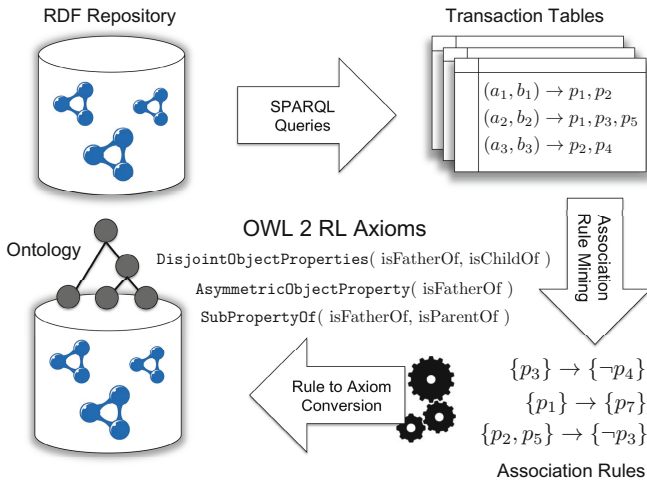 RDF Repository
Transaction Tables
SPARQL
Queries
(a₁, b₁) → p₁, p₂
(a₂, b₂) → p₁, p₃, p₅
(a₃, b₃) → p₂, p₄
Association
Rule Mining
Ontology
OWL 2 RL Axioms
DisjointObjectProperties( isFatherOf, isChildOf )
AsymmetricObjectProperty( isFatherOf )
SubPropertyOf( isFatherOf, isParentOf )
Rule to Axiom
Conversion
{p₃} → {¬p₄}
{p₁} → {p₇}
{p₂, p₅} → {¬p₃}
Association Rules